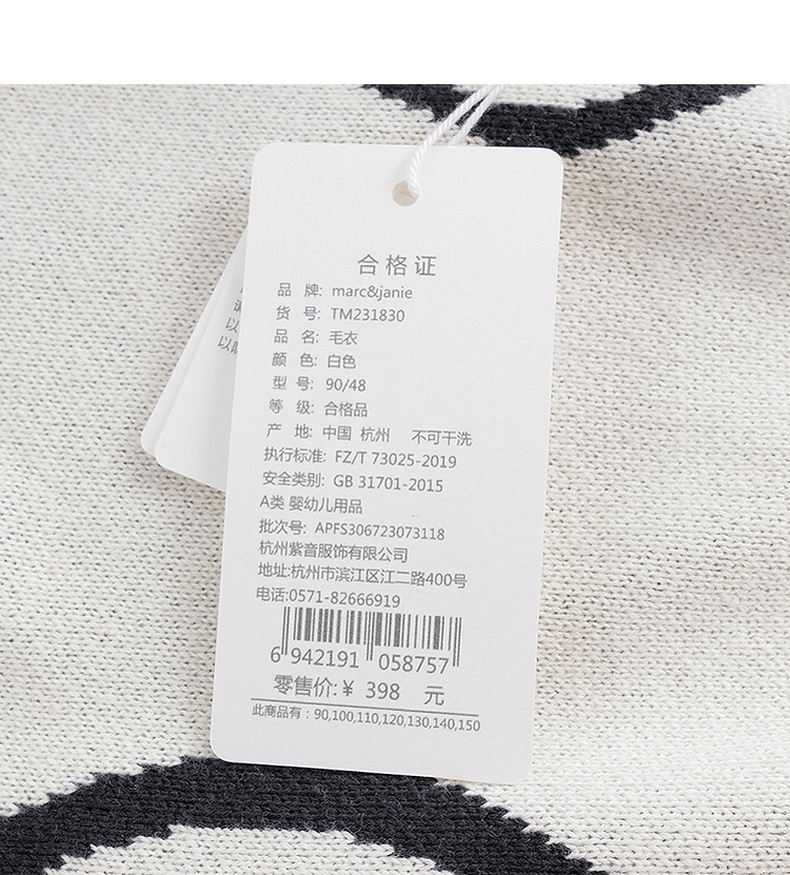 合格证
品 牌: marc&janie
货 号: TM231830
品 名: 毛衣
颜 色: 白色
型 号: 90/48
等 级: 合格品
产 地: 中国 杭州 不可干洗
执行标准: FZ/T 73025-2019
安全类别: GB 31701-2015
A类 婴幼儿用品
批次号: APFS306723073118
杭州紫音服饰有限公司
地址:杭州市滨江区江二路400号
电话:0571-82666919
6 942191 058757
零售价:¥ 398 元
此商品有：90,100,110,120,130,140,150
以
以